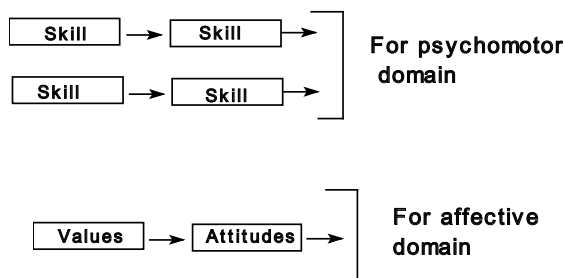 Skill Skill
For psychomotor
domain
Skill Skill
For affective
domain
Values Attitudes